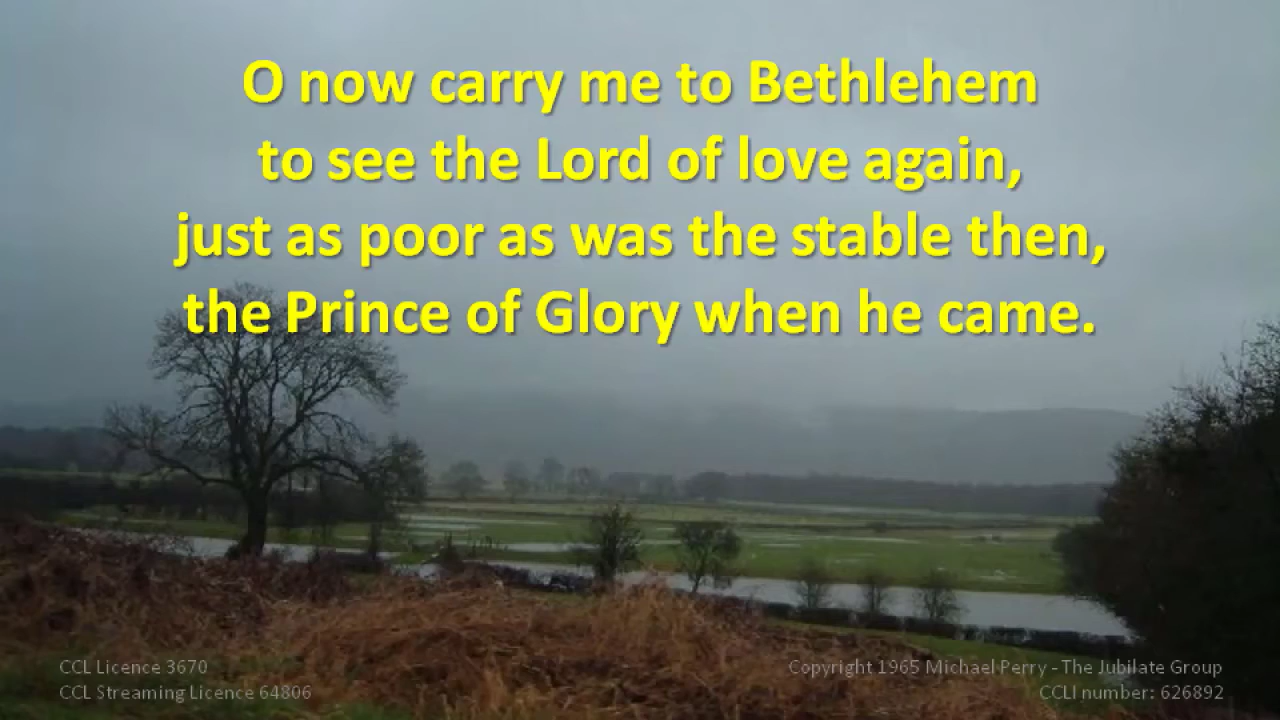 O now carry me to Bethlehem
to see the Lord of love again,
just as poor as was the stable then,
the Prince of Glory when he came.
CCL Licence 3670
CCL Streaming Licence 64806
Copyright 1965 Michael Perry - The Jubilate Group
CCLI number: 626892